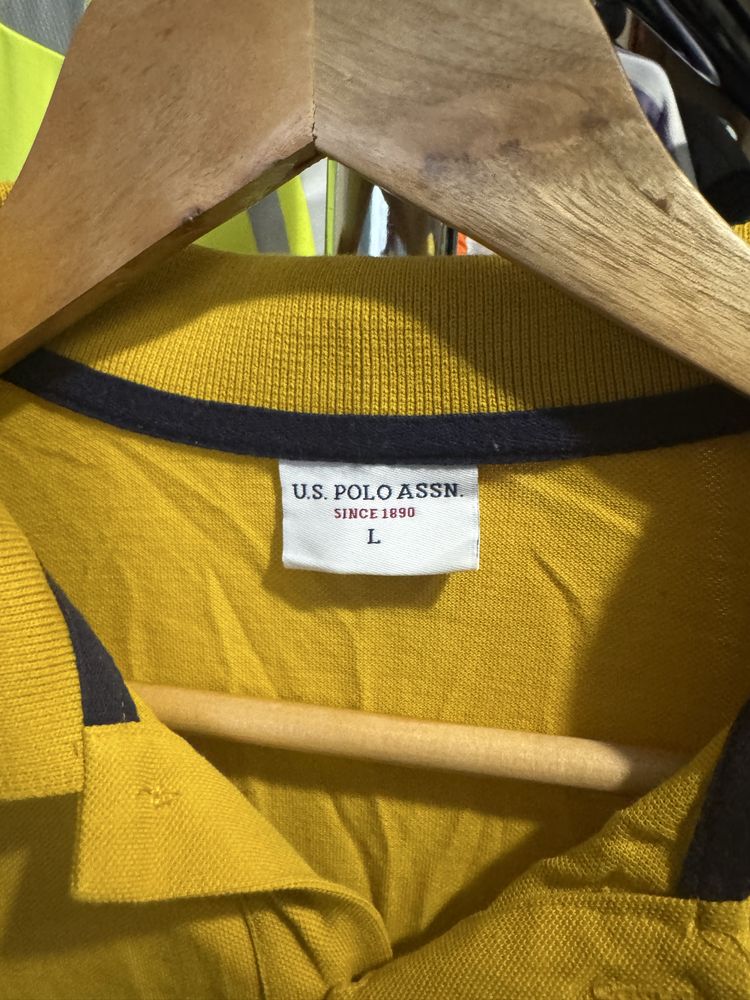 U.S. POLO ASSN.
SINCE 1890
L